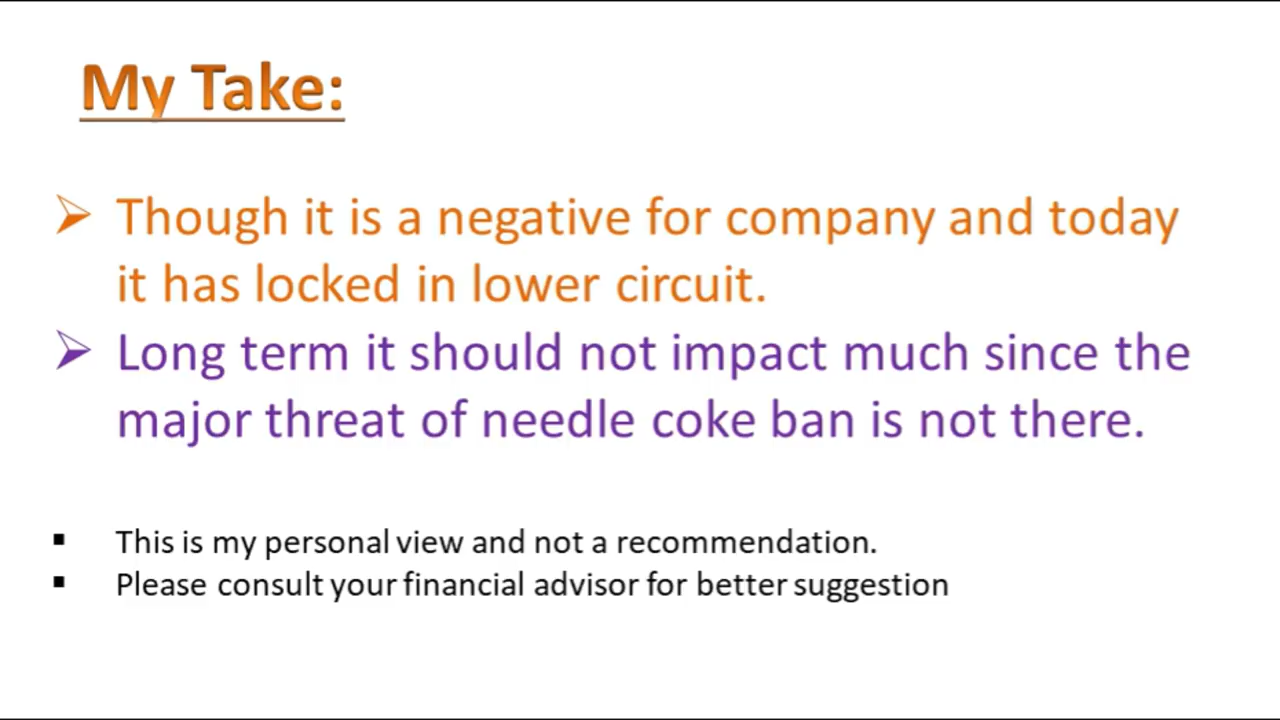 My Take:
Though it is a negative for company and today
it has locked in lower circuit.
Long term it should not impact much since the
major threat of needle coke ban is not there.
This is my personal view and not a recommendation.
Please consult your financial advisor for better suggestion